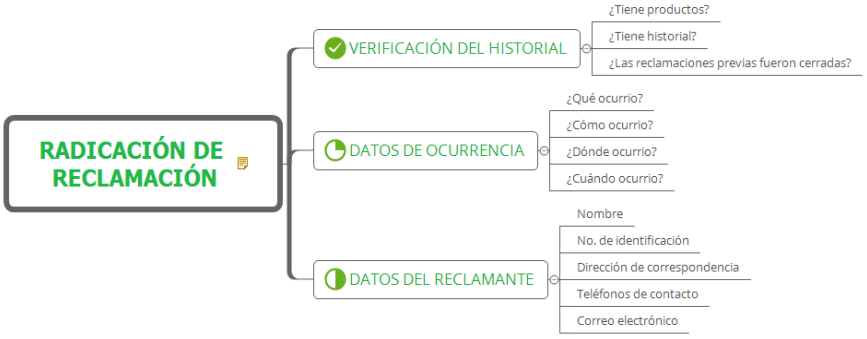 RADICACIÓN DE
RECLAMACIÓN
VERIFICACIÓN DEL HISTORIAL
¿Tiene productos?
¿Tiene historial?
¿Las reclamaciones previas fueron cerradas?
DATOS DE OCURRENCIA
¿Qué ocurrio?
¿Cómo ocurrio?
¿Dónde ocurrio?
¿Cuándo ocurrio?
DATOS DEL RECLAMANTE
Nombre
No. de identificación
Dirección de correspondencia
Teléfonos de contacto
Correo electrónico